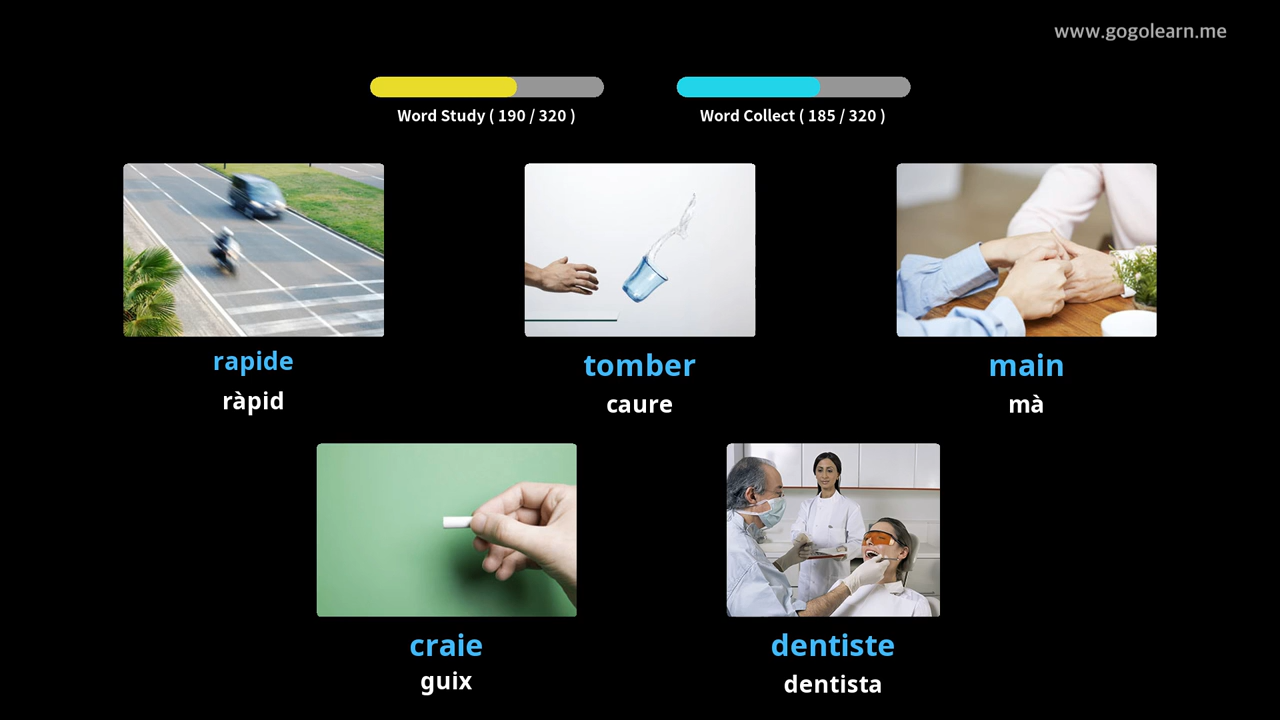 www.gogolearn.me
Word Study ( 190 / 320 )
Word Collect ( 185 / 320 )
rapide
ràpid
tomber
caure
main
mà
craie
guix
dentiste
dentista